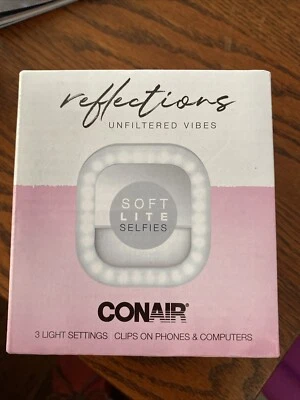 reflections
UNFILTERED VIBES
SOFT
LITE
SELFIES
CONAIR®
3 LIGHT SETTINGS CLIPS ON PHONES & COMPUTERS